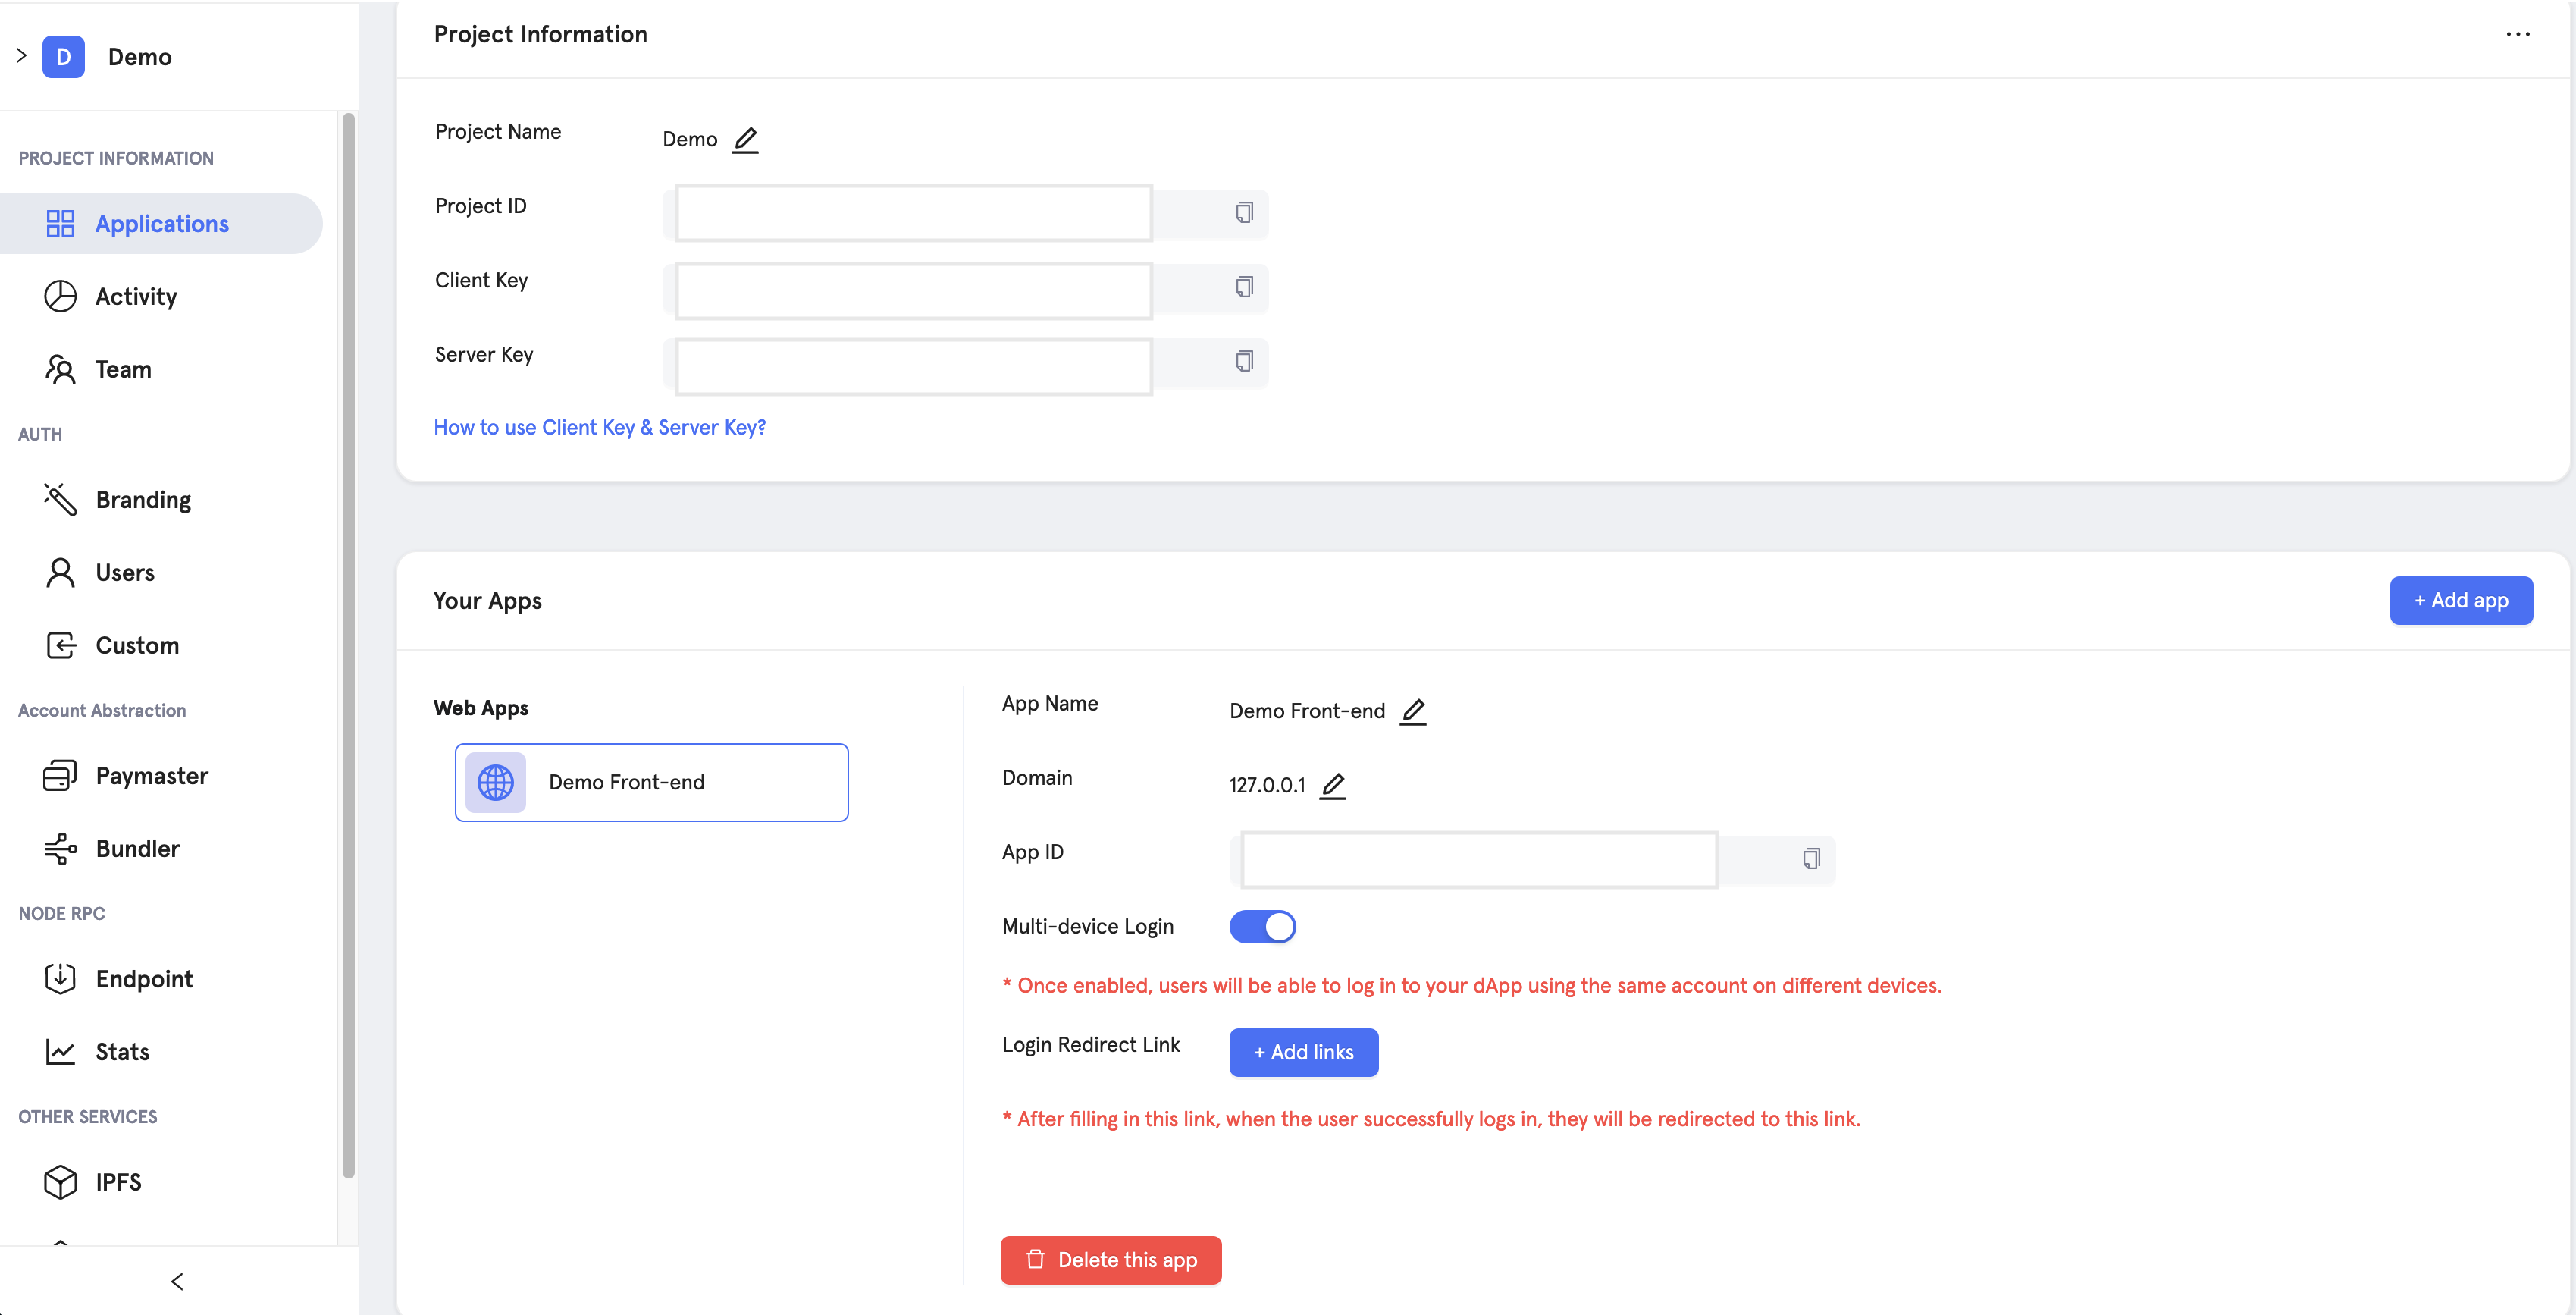 D Demo
PROJECT INFORMATION
Applications
Activity
Team
AUTH
Branding
Users
Custom
Account Abstraction
Paymaster
Bundler
NODE RPC
Endpoint
Stats
OTHER SERVICES
IPFS
Project Information
Project Name Demo
Project ID
Client Key
Server Key
How to use Client Key & Server Key?
Your Apps + Add app
Web Apps
Demo Front-end
App Name Demo Front-end
Domain 127.0.0.1
App ID
Multi-device Login
* Once enabled, users will be able to log in to your dApp using the same account on different devices.
Login Redirect Link + Add links
* After filling in this link, when the user successfully logs in, they will be redirected to this link.
Delete this app